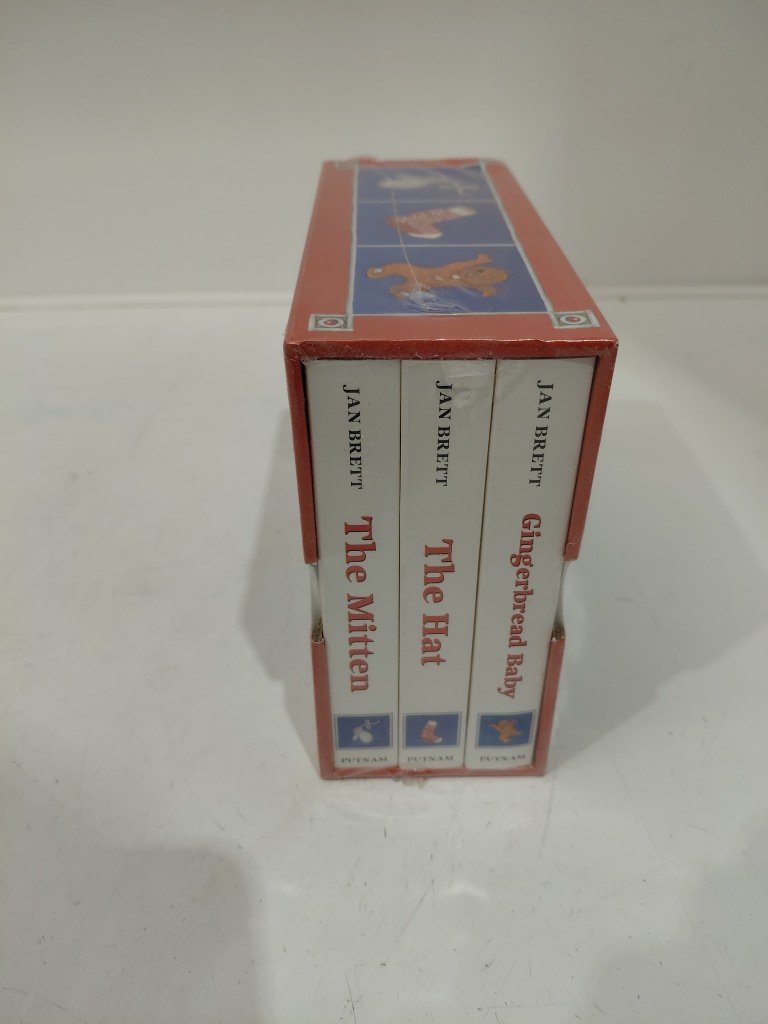 JAN BRETT
The Mitten
PUTNAM
JAN BRETT
The Hat
PUTNAM
JAN BRETT
Gingerbread Baby
PUTNAM